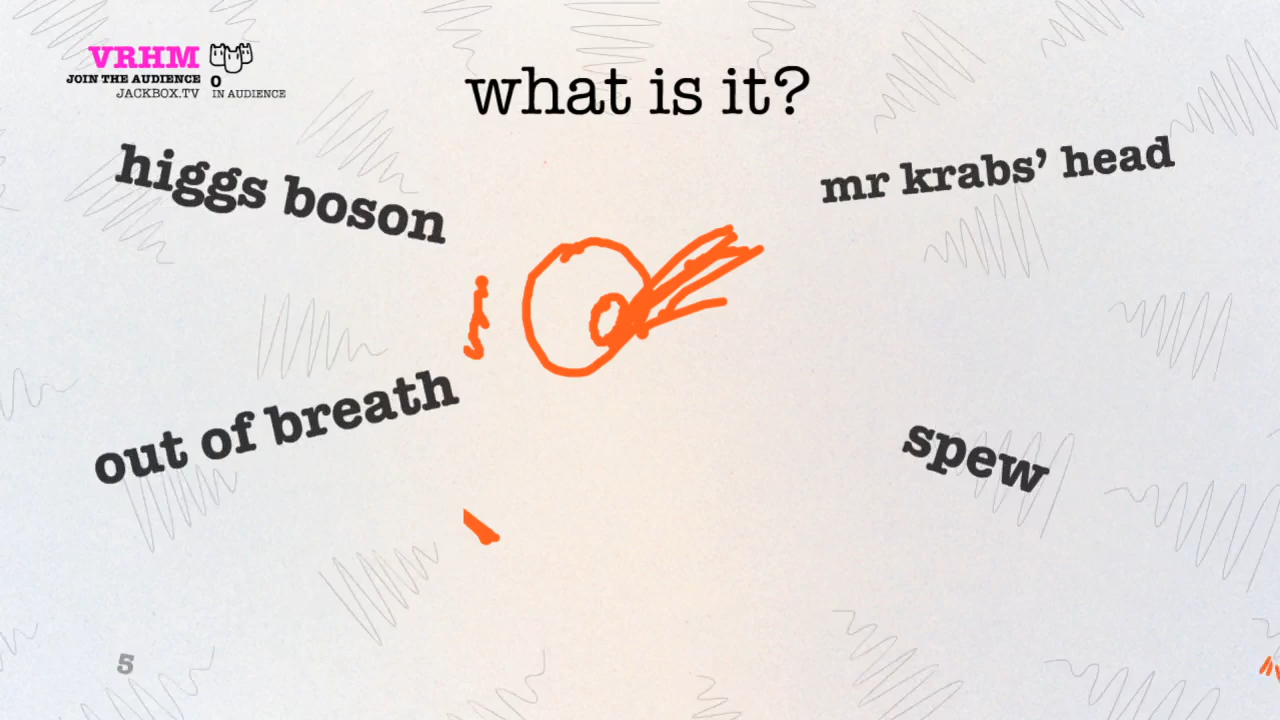 VRHM
JOIN THE AUDIENCE
JACKBOX.TV
0
IN AUDIENCE
what is it?
higgs boson
mr krabs’ head
out of breath
spew
5